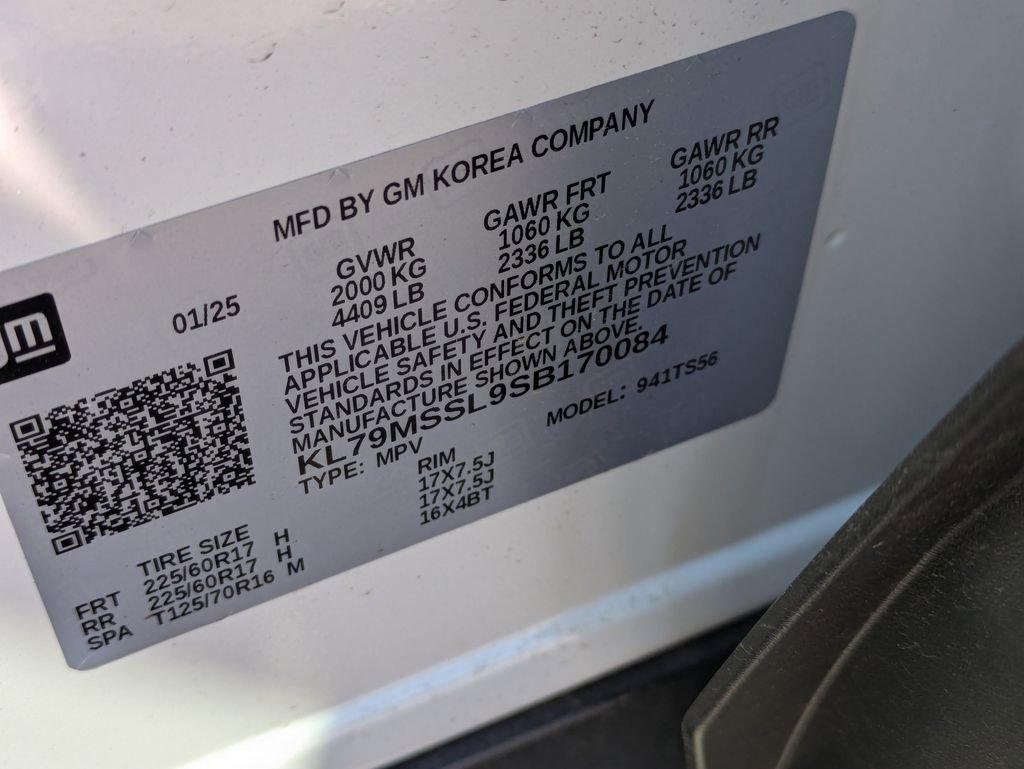 MFD BY GM KOREA COMPANY
01/25
GVWR GAWR FRT GAWR RR
2000 KG 1060 KG 1060 KG
4409 LB 2336 LB 2336 LB
THIS VEHICLE CONFORMS TO ALL
APPLICABLE U.S. FEDERAL MOTOR
VEHICLE SAFETY AND THEFT PREVENTION
STANDARDS IN EFFECT ON THE DATE OF
MANUFACTURE SHOWN ABOVE.
KL79MSSL9SB170084
TYPE: MPV MODEL: 941TS56
TIRE SIZE RIM
FRT 225/60R17 H 17X7.5J
RR 225/60R17 H 17X7.5J
SPA T125/70R16 M 16X4BT